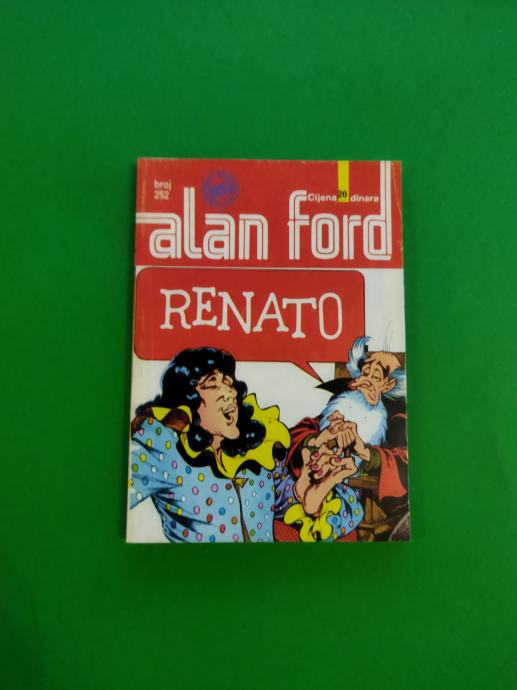 broj
252
Cijena 20 dinara
alan ford
RENATO